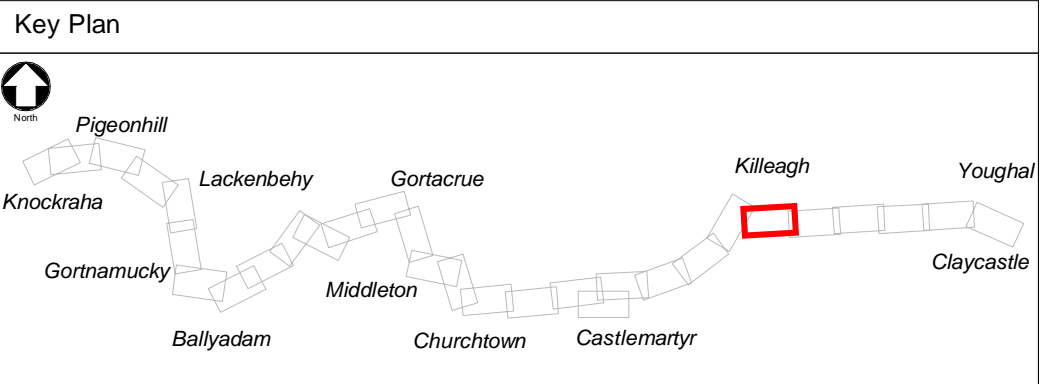 Key Plan
North
Pigeonhill
Killeagh
Youghal
Lackenbehy
Gortacrue
Knockraha
Claycastle
Gortnamucky
Middleton
Ballyadam
Churchtown
Castlemartyr